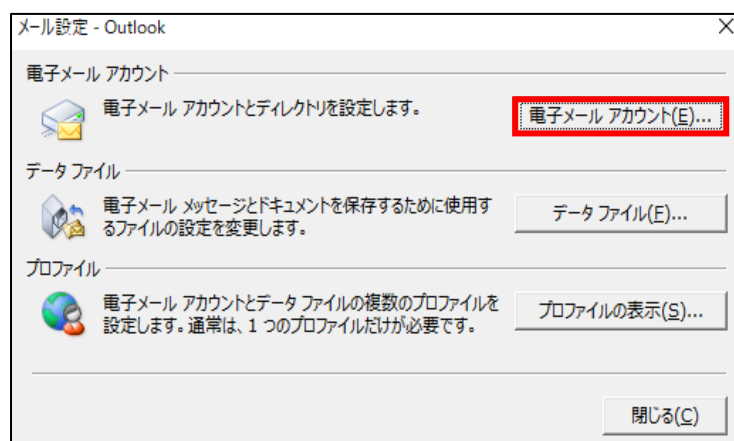 メール設定 - Outlook
電子メール アカウント
電子メール アカウントとディレクトリを設定します。
電子メール アカウント(E)...
データ ファイル
電子メール メッセージとドキュメントを保存するために使用す
るファイルの設定を変更します。
データ ファイル(F)...
プロファイル
電子メール アカウントとデータ ファイルの複数のプロファイルを
設定します。通常は、1 つのプロファイルだけが必要です。
プロファイルの表示(S)...
閉じる(C)